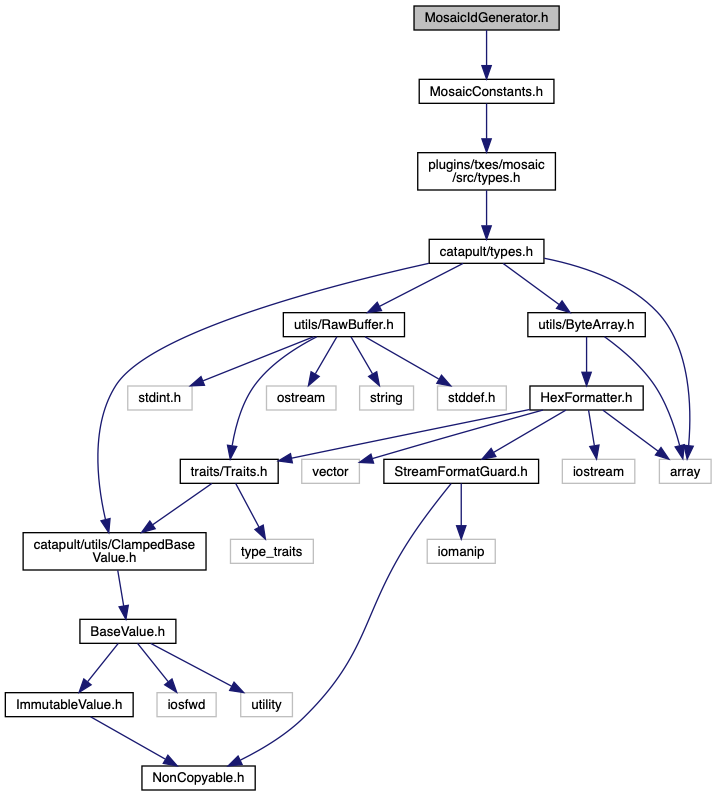 MosaicIdGenerator.h
MosaicConstants.h
plugins/txes/mosaic
/src/types.h
catapult/types.h
utils/RawBuffer.h
utils/ByteArray.h
stdint.h
ostream
string
stddef.h
HexFormatter.h
traits/Traits.h
vector
StreamFormatGuard.h
iostream
array
catapult/utils/ClampedBase
Value.h
type_traits
iomanip
BaseValue.h
ImmutableValue.h
iosfwd
utility
NonCopyable.h